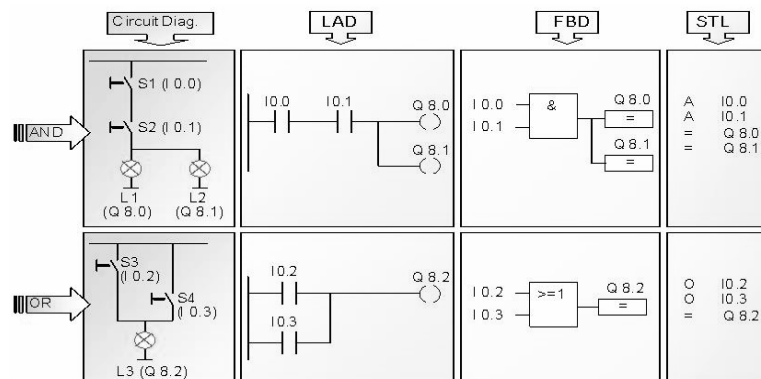 Circuit Diag.
LAD
FBD
STL
AND
S1 (I 0.0)
S2 (I 0.1)
L1
(Q 8.0)
L2
(Q 8.1)
I0.0
I0.1
Q 8.0
Q 8.1
I 0.0
I 0.1
&
Q 8.0
=
Q 8.1
=
A I0.0
A I0.1
= Q8.0
= Q8.1
OR
S3
(I 0.2)
S4
(I 0.3)
L3 (Q 8.2)
I0.2
I0.3
Q 8.2
I 0.2
I 0.3
>=1
Q 8.2
=
O I0.2
O I0.3
= Q8.2